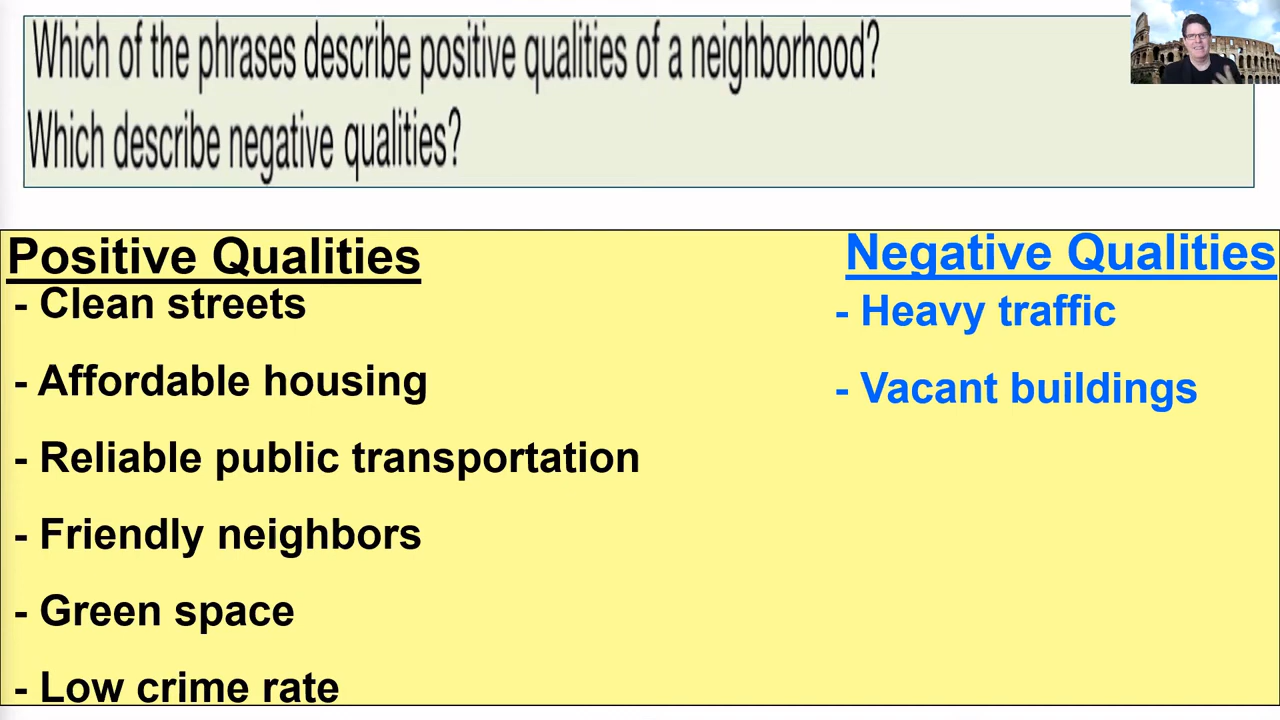 Which of the phrases describe positive qualities of a neighborhood?
Which describe negative qualities?
Positive Qualities
- Clean streets
- Affordable housing
- Reliable public transportation
- Friendly neighbors
- Green space
- Low crime rate
Negative Qualities
- Heavy traffic
- Vacant buildings